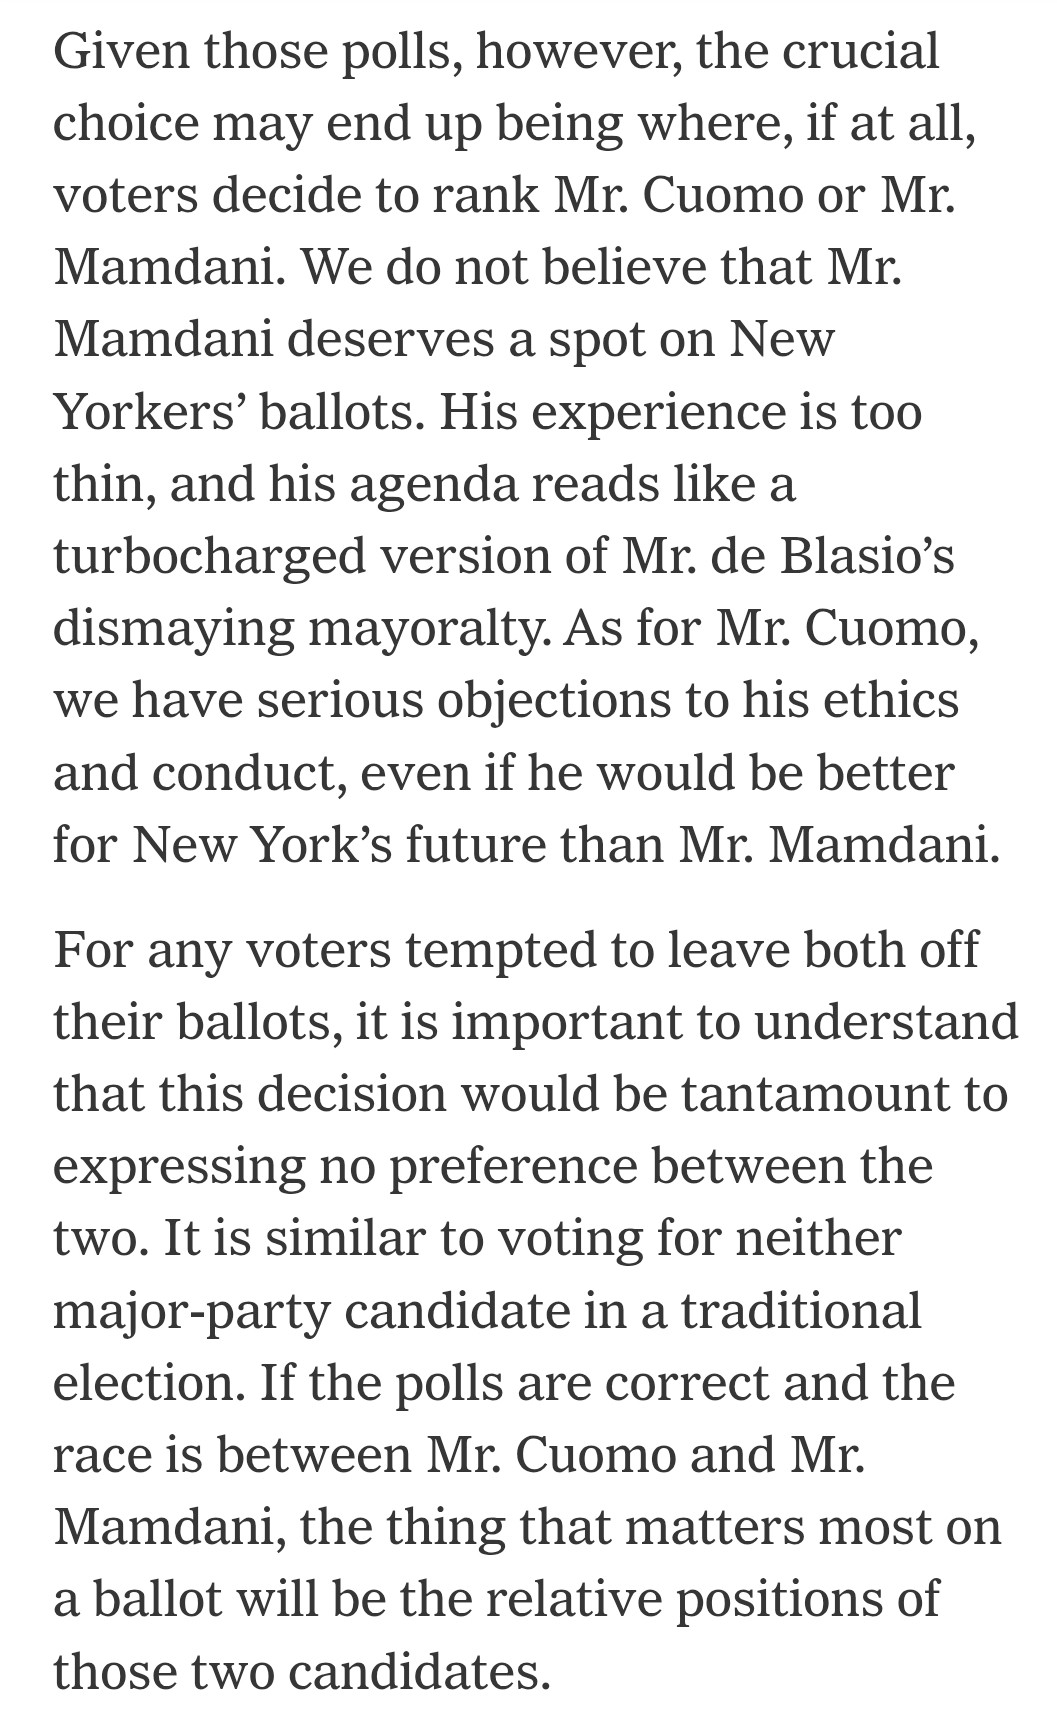 Given those polls, however, the crucial
choice may end up being where, if at all,
voters decide to rank Mr. Cuomo or Mr.
Mamdani. We do not believe that Mr.
Mamdani deserves a spot on New
Yorkers’ ballots. His experience is too
thin, and his agenda reads like a
turbocharged version of Mr. de Blasio’s
dismaying mayoralty. As for Mr. Cuomo,
we have serious objections to his ethics
and conduct, even if he would be better
for New York’s future than Mr. Mamdani.
For any voters tempted to leave both off
their ballots, it is important to understand
that this decision would be tantamount to
expressing no preference between the
two. It is similar to voting for neither
major-party candidate in a traditional
election. If the polls are correct and the
race is between Mr. Cuomo and Mr.
Mamdani, the thing that matters most on
a ballot will be the relative positions of
those two candidates.